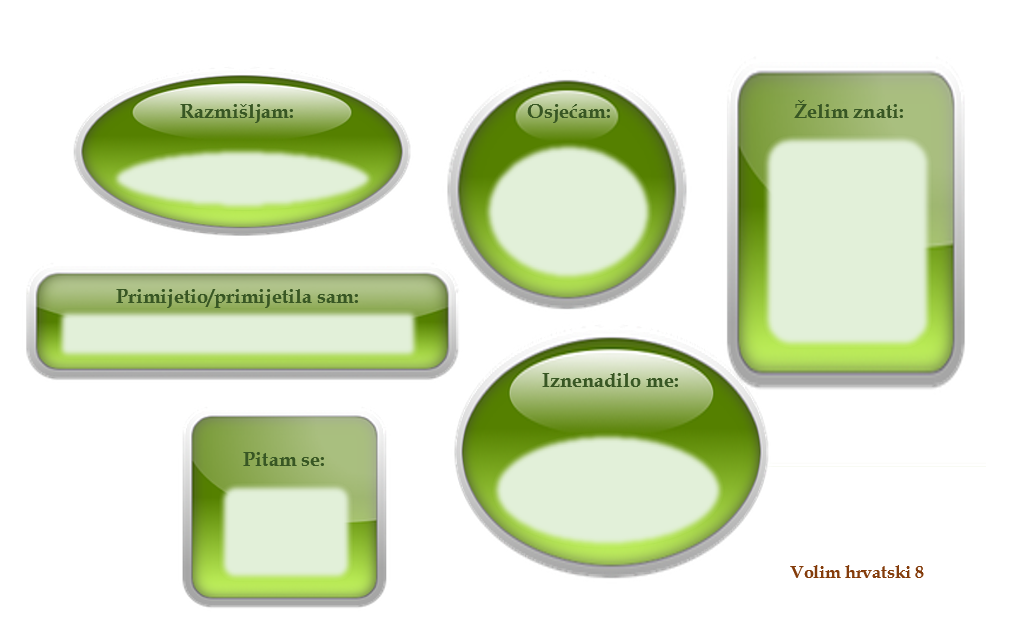 Razmišljam:
Osjećam:
Želim znati:
Primijetio/primijetila sam:
Iznenadilo me:
Pitam se:
Volim hrvatski 8